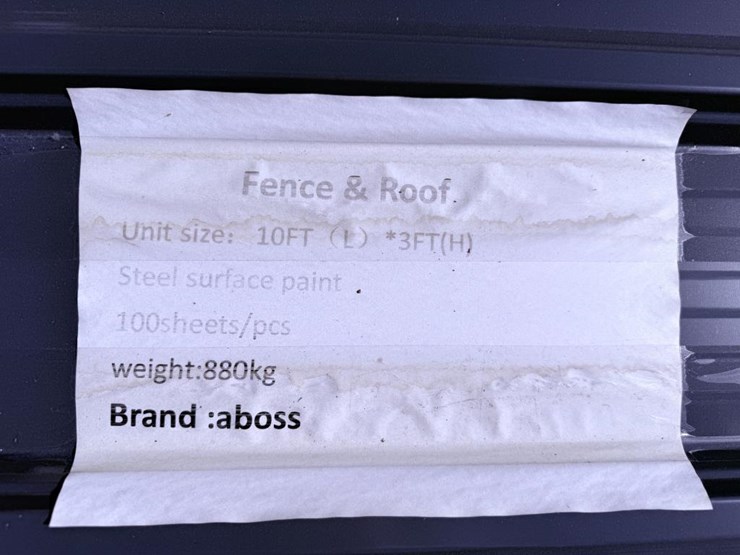 Fence & Roof.
Unit size: 10FT (L) *3FT(H)
Steel surface paint
100sheets/pcs
weight:880kg
Brand :aboss